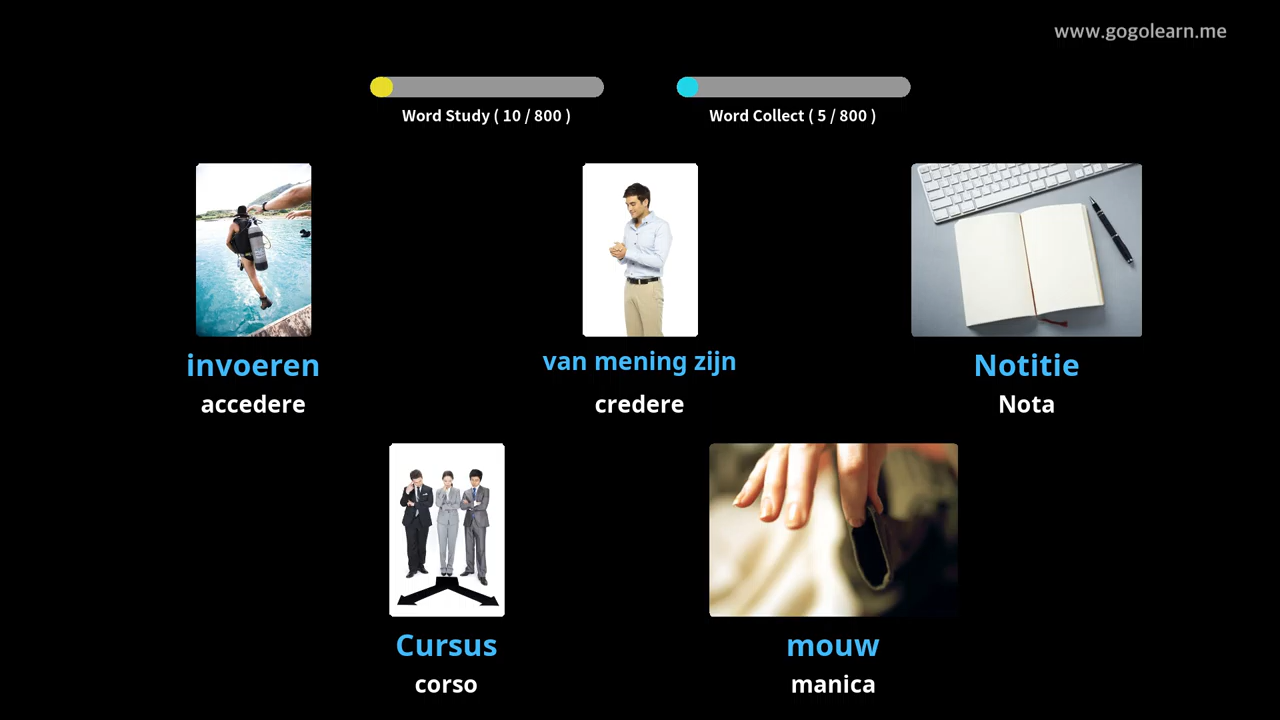 www.gogolearn.me
Word Study ( 10 / 800 )
Word Collect ( 5 / 800 )
invoeren
accedere
van mening zijn
credere
Notitie
Nota
Cursus
corso
mouw
manica